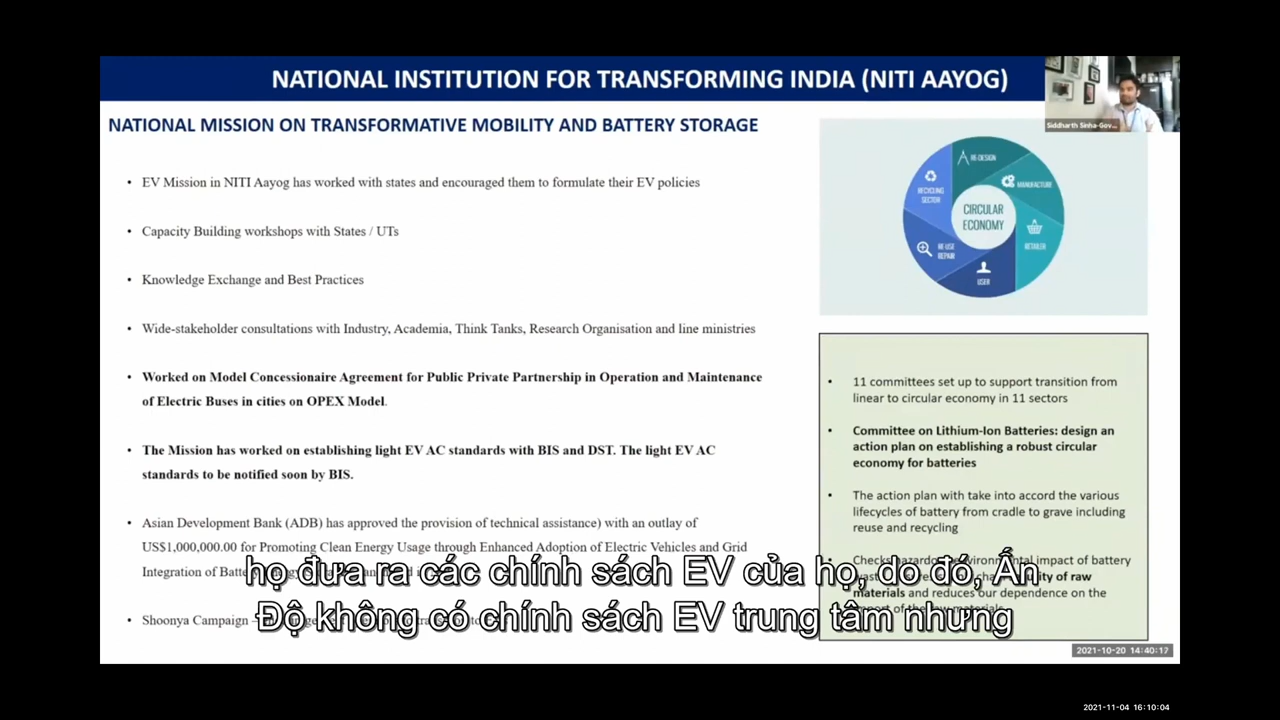 NATIONAL INSTITUTION FOR TRANSFORMING INDIA (NITI AAYOG)
Siddharth Sinha-Gov...
NATIONAL MISSION ON TRANSFORMATIVE MOBILITY AND BATTERY STORAGE
• EV Mission in NITI Aayog has worked with states and encouraged them to formulate their EV policies
• Capacity Building workshops with States / UTs
• Knowledge Exchange and Best Practices
• Wide-stakeholder consultations with Industry, Academia, Think Tanks, Research Organisation and line ministries
• Worked on Model Concessionaire Agreement for Public Private Partnership in Operation and Maintenance
of Electric Buses in cities on OPEX Model.
• The Mission has worked on establishing light EV AC standards with BIS and DST. The light EV AC
standards to be notified soon by BIS.
• Asian Development Bank (ADB) has approved the provision of technical assistance) with an outlay of
US$1,000,000.00 for Promoting Clean Energy Usage through Enhanced Adoption of Electric Vehicles and Grid
Integration of
• Shoonya Campaign
RE-DESIGN
MANUFACTURE
RETAILER
USER
RE-USE
REPAIR
RECYCLING
SECTOR
CIRCULAR
ECONOMY
• 11 committees set up to support transition from
linear to circular economy in 11 sectors
• Committee on Lithium-Ion Batteries: design an
action plan on establishing a robust circular
economy for batteries
• The action plan with take into accord the various
lifecycles of battery from cradle to grave including
reuse and recycling
• Checks impact of battery
of raw
materials and reduces our dependence on the
họ đưa ra các chính sách EV của họ, do đó, Ấn
Độ không có chính sách EV trung tâm nhưng
2021-10-20 14:40:17
2021-11-04 16:10:04